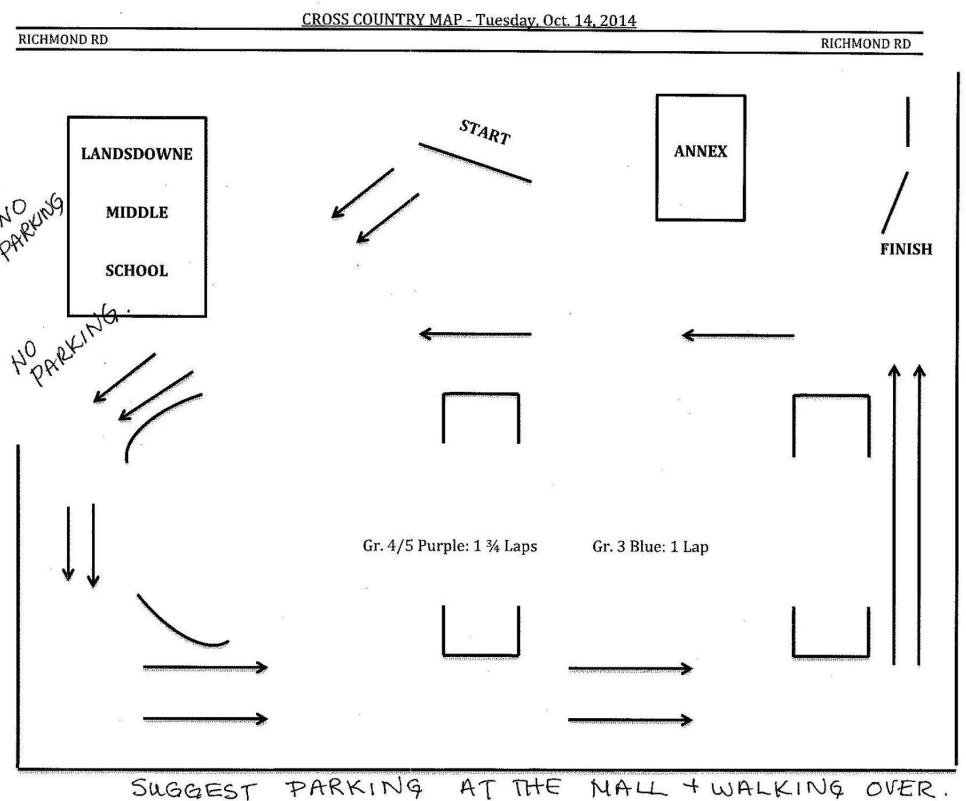 CROSS COUNTRY MAP - Tuesday, Oct. 14, 2014
RICHMOND RD
RICHMOND RD
START
LANDSDOWNE
MIDDLE
SCHOOL
ANNEX
NO
PARKING
FINISH
NO
PARKING.
Gr. 4/5 Purple: 1 ¾ Laps
Gr. 3 Blue: 1 Lap
SUGGEST PARKING AT THE MALL + WALKING OVER.